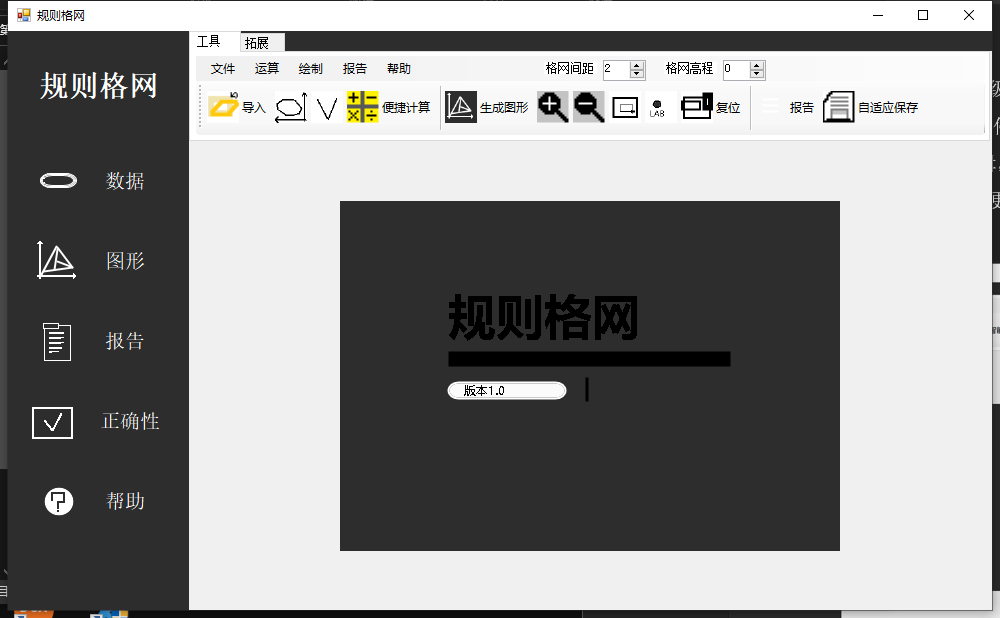 规则格网
规则格网
工具 拓展
文件 运算 绘制 报告 帮助 格网间距 2 格网高程 0
导入 便捷计算 生成图形 LAB 复位 报告 自适应保存
数据
图形
报告
正确性
帮助
规则格网
版本1.0